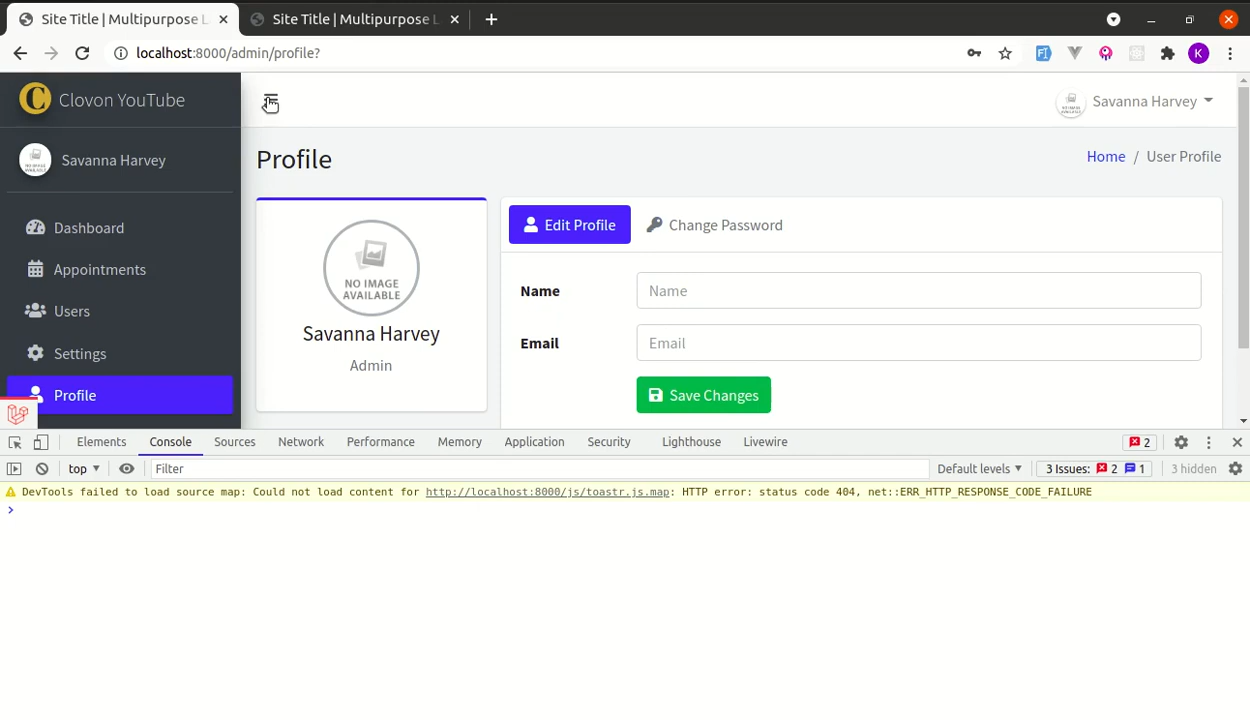 Site Title | Multipurpose L
Site Title | Multipurpose L
localhost:8000/admin/profile?
K
C Clovon YouTube
Savanna Harvey
Savanna Harvey
Profile
Home / User Profile
Dashboard
Appointments
Users
Settings
Profile
NO IMAGE
AVAILABLE
Savanna Harvey
Admin
Edit Profile
Change Password
Name
Name
Email
Email
Save Changes
Elements Console Sources Network Performance Memory Application Security Lighthouse Livewire 2
top Filter Default levels 3 Issues: 2 1 3 hidden
DevTools failed to load source map: Could not load content for http://localhost:8000/js/toastr.js.map: HTTP error: status code 404, net::ERR_HTTP_RESPONSE_CODE_FAILURE